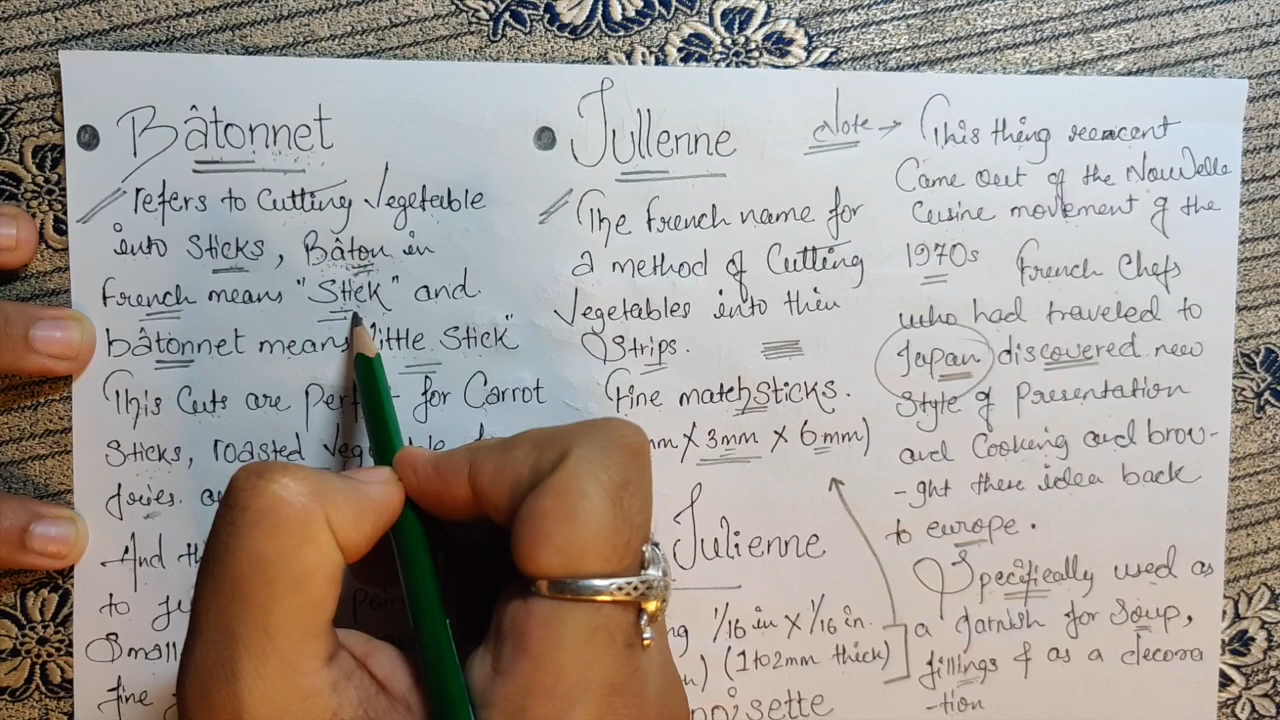 Bâtonnet
refers to Cutting Vegetable
into Sticks, Bâton in
french means "Stick" and
bâtonnet means little Stick"
This Cuts are for Carrot
Sticks, roasted
fries.
And
to
Small
fine
Jullenne
The french name for
a method of Cutting
Vegetables into thin
Strips.
Fine matchsticks.
mm X 3mm X 6mm)
Julienne
1/16 in X 1/16 in.
(1 to 2mm thick)
Note → This thing reencent
Came Out of the Nouvelle
Cuisine movement of the
1970s French Chefs
who had traveled to
Japan discovered new
Style of Presentation
and Cooking and brou-
-ght these idea back
to europe.
Specifically used as
a garnish for Soup,
fillings & as a decora
-tion